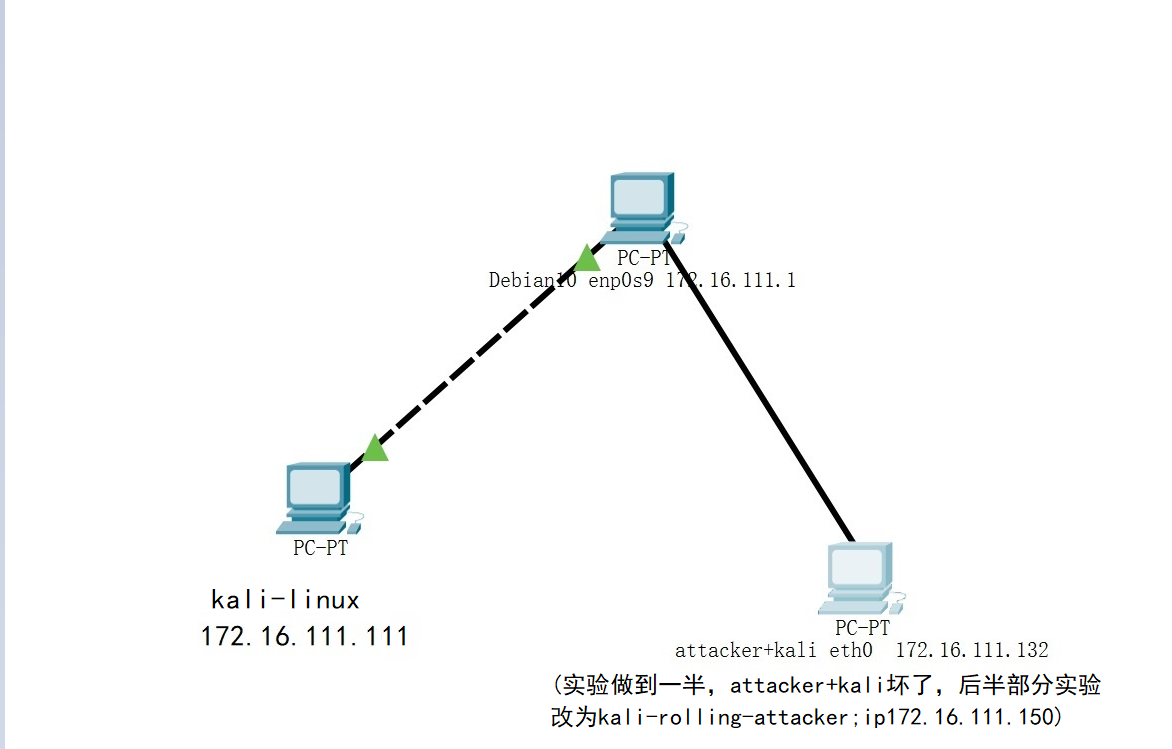 PC-PT
Debian10 enp0s9 172.16.111.1
PC-PT
kali-linux
172.16.111.111
PC-PT
attacker+kali eth0 172.16.111.132
(实验做到一半，attacker+kali坏了，后半部分实验
改为kali-rolling-attacker;ip172.16.111.150)